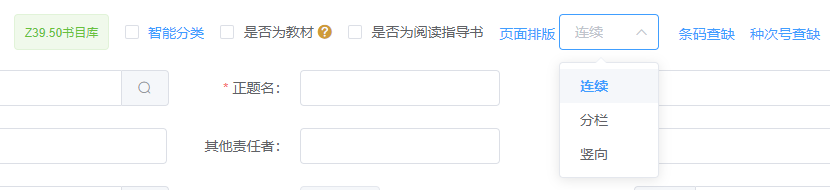 Z39.50书目库 智能分类 是否为教材 ? 是否为阅读指导书 页面排版 连续 条码查缺 种次号查缺
* 正题名：
连续
分栏
其他责任者：
竖向